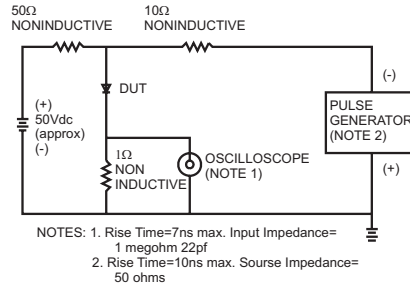 50Ω
NONINDUCTIVE
10Ω
NONINDUCTIVE
DUT
(+)
50Vdc
(approx)
(-)
1Ω
NON
INDUCTIVE
OSCILLOSCOPE
(NOTE 1)
(-)
PULSE
GENERATOR
(NOTE 2)
(+)
NOTES: 1. Rise Time=7ns max. Input Impedance=
1 megohm 22pf
2. Rise Time=10ns max. Sourse Impedance=
50 ohms